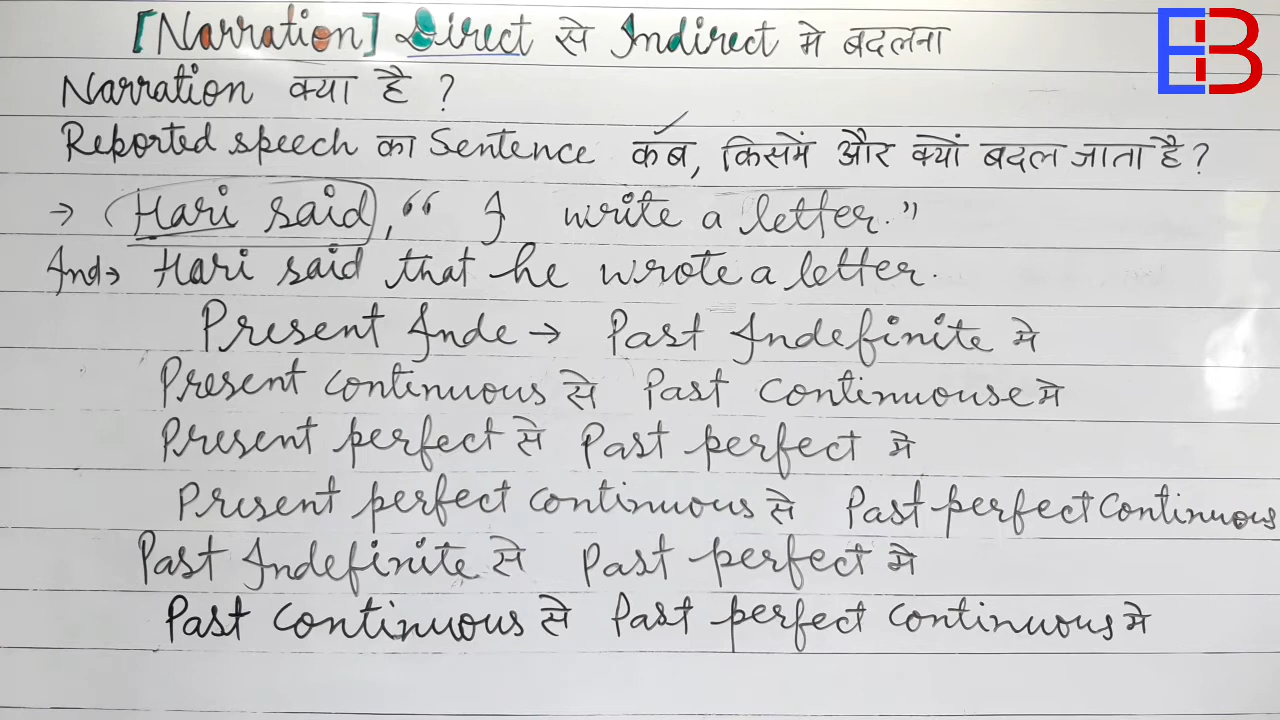 [Narration] Direct से Indirect मे बदलना
EB
Narration क्या है ?
Reported speech का Sentence कब, किसमें और क्यों बदल जाता है ?
→ (Hari said), “ I write a letter.”
Ind→ Hari said that he wrote a letter.
Present Inde → Past Indefinite मे
Present continuous से Past Continuouse मे
Present perfect से Past perfect मे
Present perfect continuous से Past perfect Continuous
Past Indefinite से Past perfect मे
Past Continuous से Past perfect continuous मे